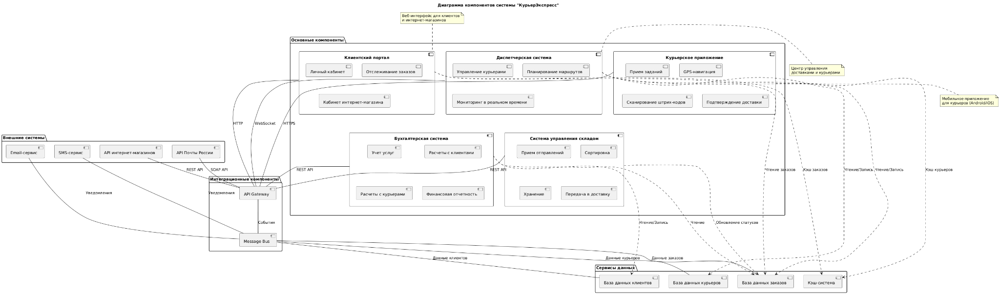 Диаграмма компонентов системы "КурьерЭкспресс"
Веб-интерфейс для клиентов
и интернет-магазинов
Основные компоненты
Клиентский портал
Личный кабинет
Отслеживание заказов
Кабинет интернет-магазина
Диспетчерская система
Управление курьерами
Планирование маршрутов
Мониторинг в реальном времени
Курьерское приложение
Прием заданий
GPS-навигация
Сканирование штрих-кодов
Подтверждение доставки
Центр управления
доставками и курьерами
Мобильное приложение
для курьеров (Android/iOS)
HTTP
WebSocket
HTTPS
Внешние системы
Email-сервис
SMS-сервис
API интернет-магазинов
API Почты России
Бухгалтерская система
Учет услуг
Расчеты с клиентами
Расчеты с курьерами
Финансовая отчетность
Система управления складом
Прием отправлений
Сортировка
Хранение
Передача в доставку
REST API
SOAP API
REST API
REST API
Чтение заказов
Кэш заказов
Чтение/Запись
Чтение/Запись
Кэш курьеров
Интеграционные компоненты
API Gateway
Уведомления
Уведомления
События
Message Bus
Чтение/Запись
Чтение
Обновление статусов
Данные клиентов
Данные курьеров
Данные заказов
Сервисы данных
База данных клиентов
База данных курьеров
База данных заказов
Кэш-система